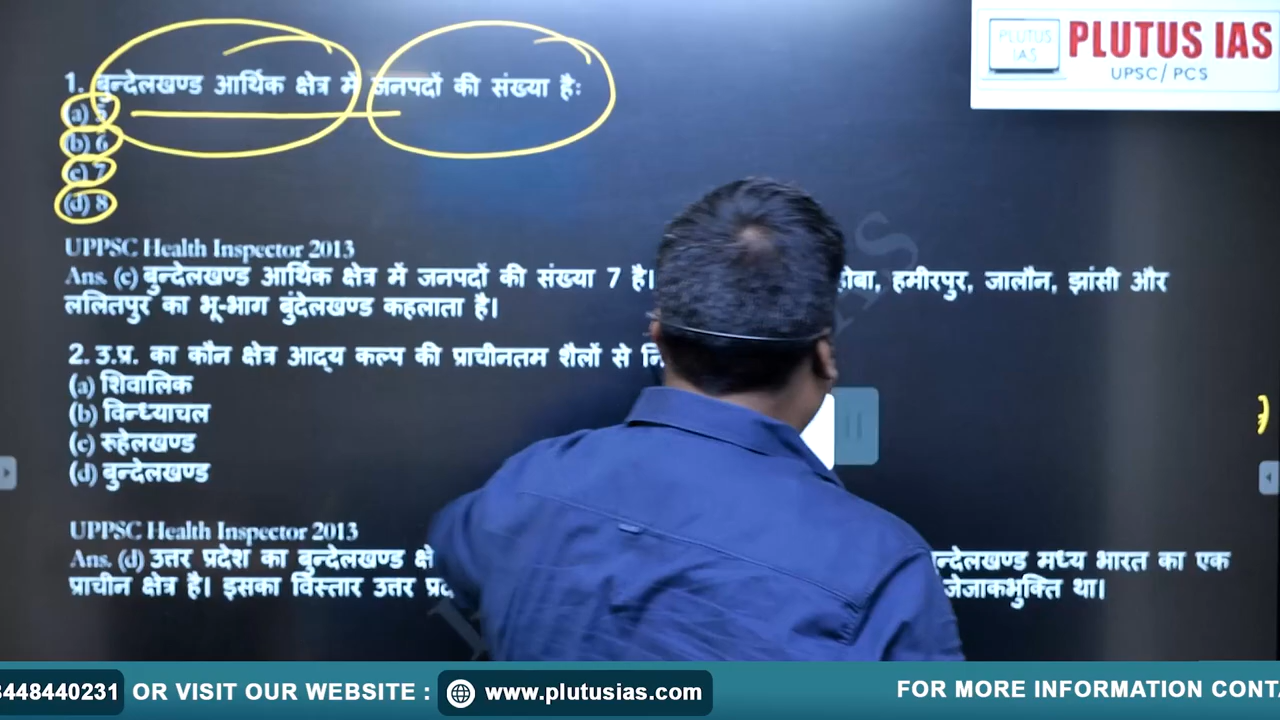 PLUTUS IAS
PLUTUS IAS
UPSC/ PCS
1. बुन्देलखण्ड आर्थिक क्षेत्र में जनपदों की संख्या हैः
(a) 5
(b) 6
(c) 7
(d) 8
UPPSC Health Inspector 2013
Ans. (c) बुन्देलखण्ड आर्थिक क्षेत्र में जनपदों की संख्या 7 है। हमीरपुर, जालौन, झांसी और
ललितपुर का भू-भाग बुंदेलखण्ड कहलाता है।
2. उ.प्र. का कौन क्षेत्र आद्य कल्प की प्राचीनतम शैलों से
(a) शिवालिक
(b) विन्ध्याचल
(c) रूहेलखण्ड
(d) बुन्देलखण्ड
UPPSC Health Inspector 2013
Ans. (d) उत्तर प्रदेश का बुन्देलखण्ड मध्य भारत का एक
प्राचीन क्षेत्र है। इसका विस्तार उत्तर जेजाकभुक्ति था।
8448440231 OR VISIT OUR WEBSITE : www.plutusias.com FOR MORE INFORMATION